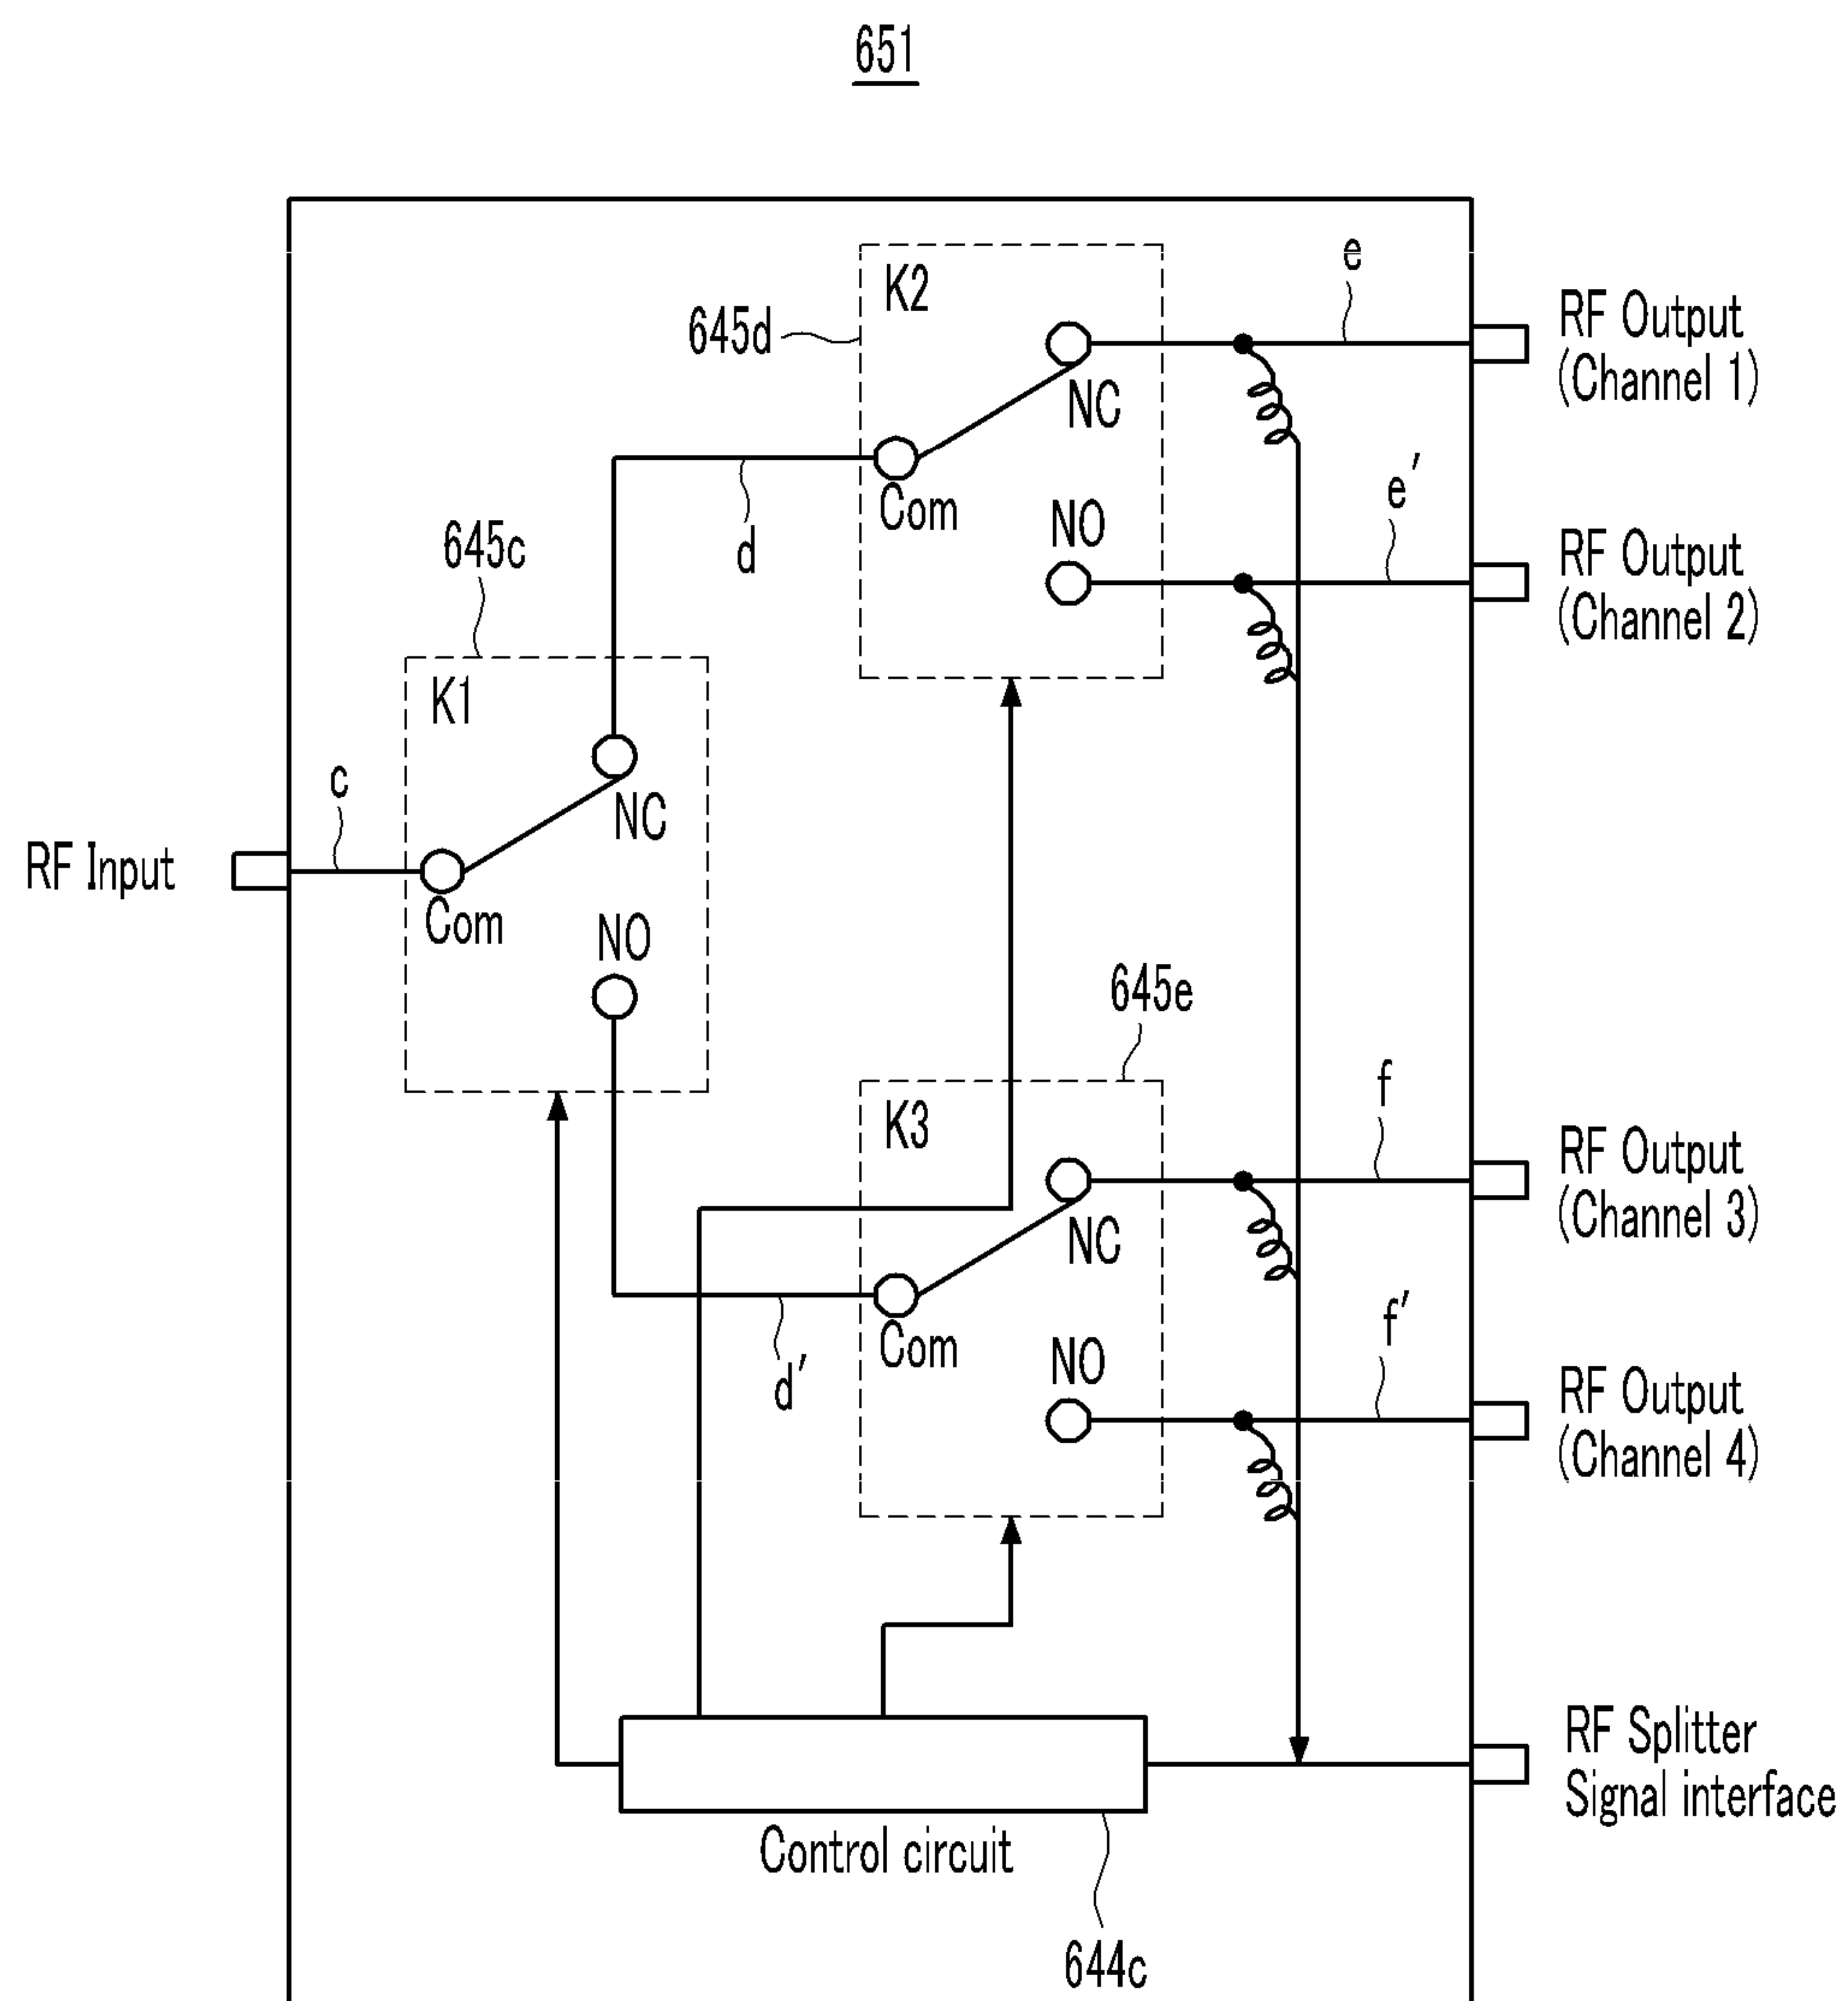 651
K2
e
RF Output
(Channel 1)
645d
NC
Com
d
NO
e'
RF Output
(Channel 2)
645c
K1
c
NC
RF Input
Com
NO
645e
K3
f
RF Output
(Channel 3)
NC
Com
d'
NO
f'
RF Output
(Channel 4)
RF Splitter
Signal interface
Control circuit
644c